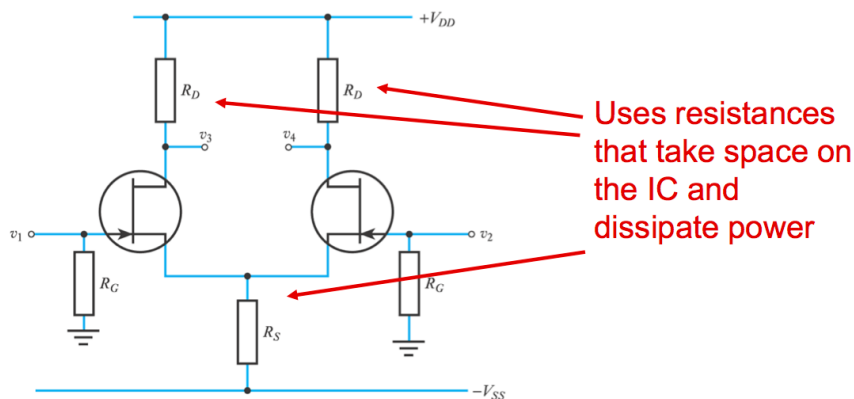 +V_DD
R_D
R_D
v_3
v_4
Uses resistances
that take space on
the IC and
dissipate power
v_1
v_2
R_G
R_G
R_S
−V_SS